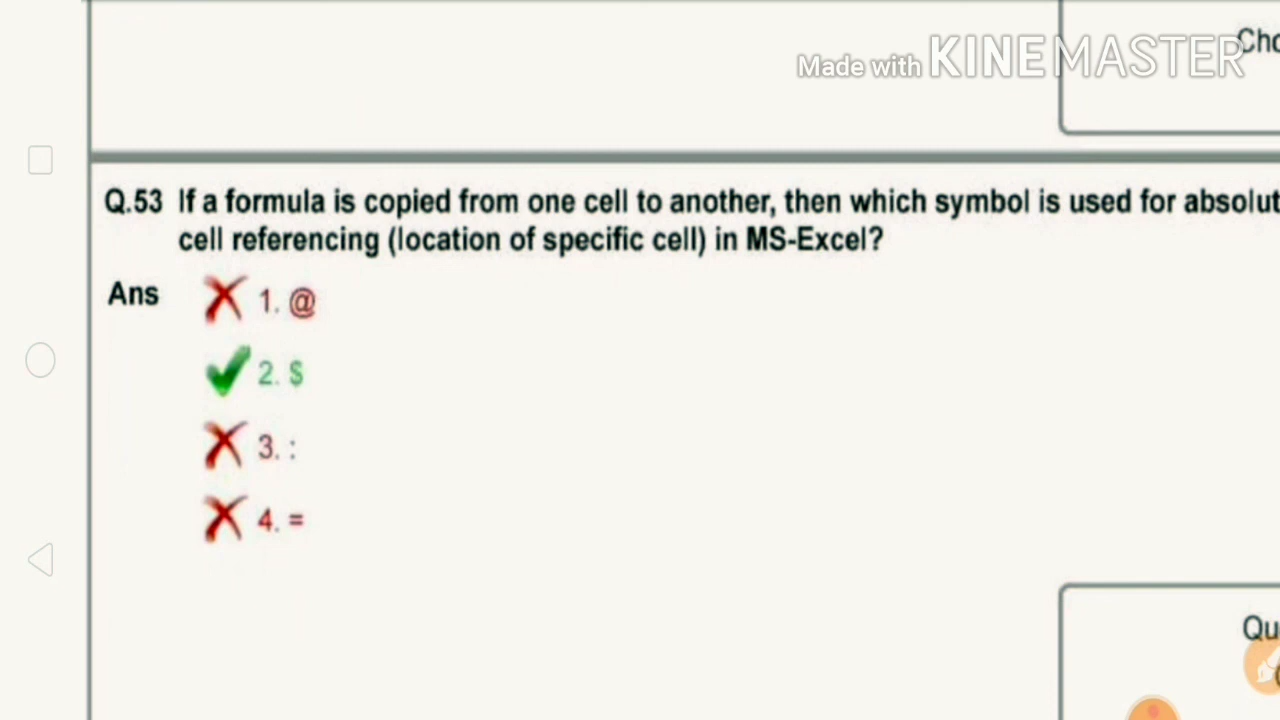 Made with KINEMASTER
Q.53 If a formula is copied from one cell to another, then which symbol is used for absolut
cell referencing (location of specific cell) in MS-Excel?
Ans 1. @
2. $
3. :
4. =